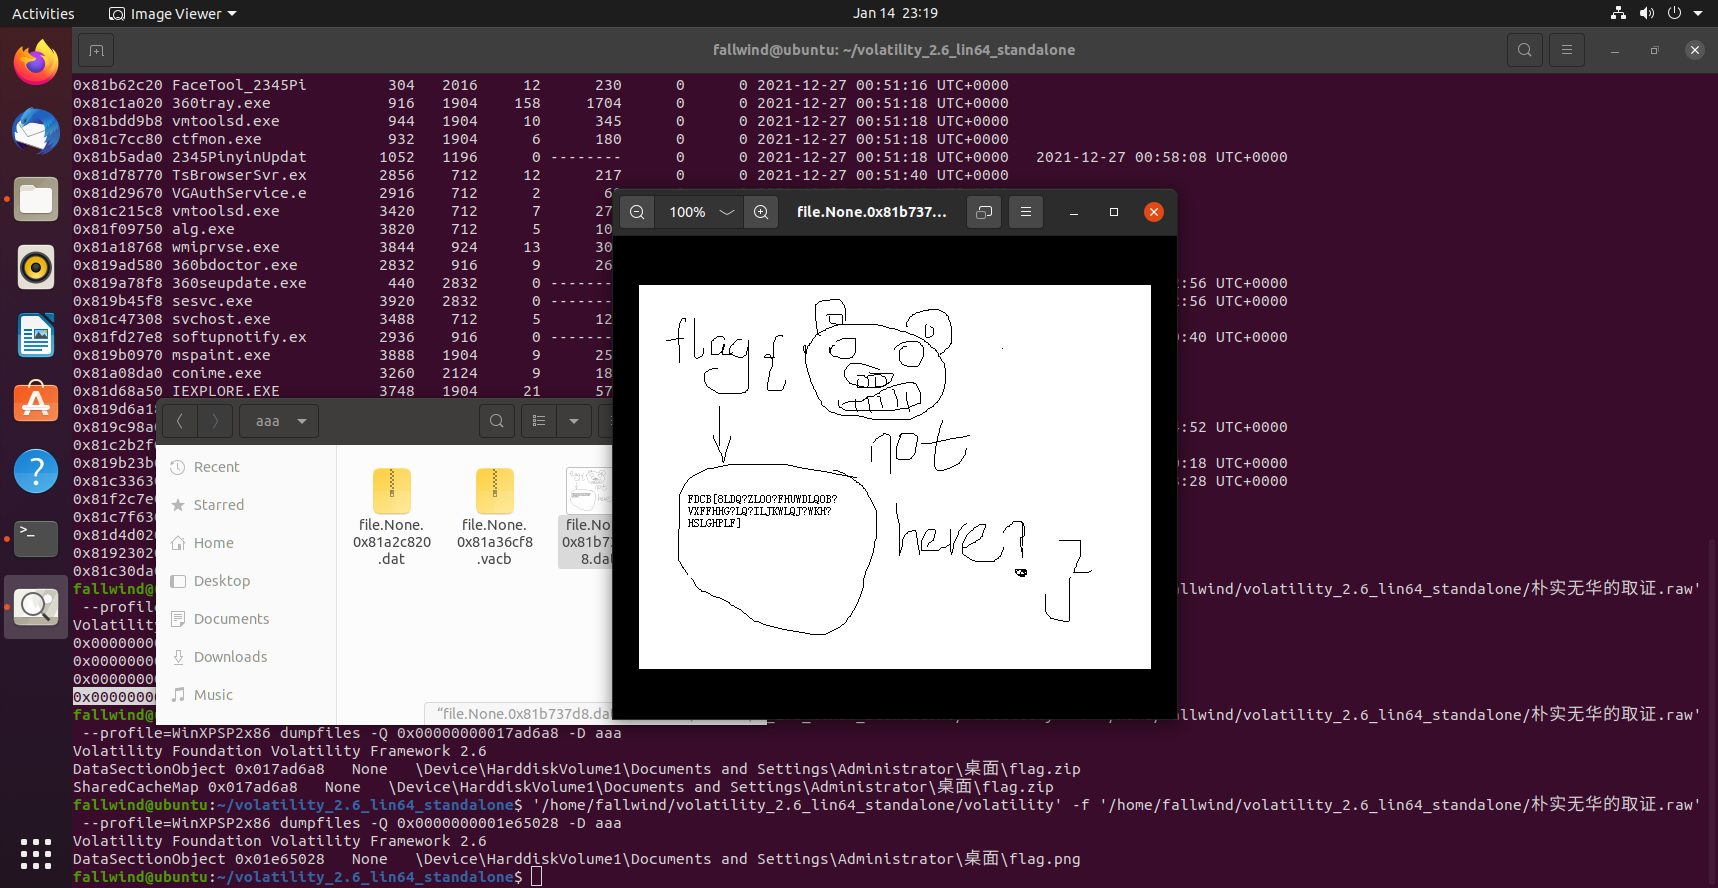 Activities
Image Viewer
Jan 14 23:19
fallwind@ubuntu: ~/volatility_2.6_lin64_standalone
0x81b62c20 FaceTool_2345Pi 304 2016 12 230 0 0 2021-12-27 00:51:16 UTC+0000
0x81c1a020 360tray.exe 916 1904 158 1704 0 0 2021-12-27 00:51:18 UTC+0000
0x81bdd9b8 vmtoolsd.exe 944 1904 10 345 0 0 2021-12-27 00:51:18 UTC+0000
0x81c7cc80 ctfmon.exe 932 1904 6 180 0 0 2021-12-27 00:51:18 UTC+0000
0x81b5ada0 2345PinyinUpdat 1052 1196 0 -------- 0 0 2021-12-27 00:51:18 UTC+0000 2021-12-27 00:58:08 UTC+0000
0x81d78770 TsBrowserSvr.ex 2856 712 12 217 0 0 2021-12-27 00:51:40 UTC+0000
0x81d29670 VGAuthService.e 2916 712 2 6
0x81c215c8 vmtoolsd.exe 3420 712 7 27
0x81f09750 alg.exe 3820 712 5 10
0x81a18768 wmiprvse.exe 3844 924 13 30
0x819ad580 360bdoctor.exe 2832 916 9 26
0x819a78f8 360seupdate.exe 440 2832 0 ------- :56 UTC+0000
0x819b45f8 sesvc.exe 3920 2832 0 ------- :56 UTC+0000
0x81c47308 svchost.exe 3488 712 5 12
0x81fd27e8 softupnotify.ex 2936 916 0 ------- :40 UTC+0000
0x819b0970 mspaint.exe 3888 1904 9 25
0x81a08da0 conime.exe 3260 2124 9 18
0x81d68a50 IEXPLORE.EXE 3748 1904 21 57
0x819d6a18
0x819c98a :52 UTC+0000
0x81c2b2f
0x819b23b :18 UTC+0000
0x81c3363 :28 UTC+0000
0x81f2c7e
0x81c7f63
0x81d4d02
0x8192302
0x81c30da
fallwind@ llwind/volatility_2.6_lin64_standalone/朴实无华的取证.raw'
--profile=
Volatilit
0x0000000
0x0000000
0x0000000
0x0000000
fallwind@ llwind/volatility_2.6_lin64_standalone/朴实无华的取证.raw'
--profile=WinXPSP2x86 dumpfiles -Q 0x00000000017ad6a8 -D aaa
Volatility Foundation Volatility Framework 2.6
DataSectionObject 0x017ad6a8 None \Device\HarddiskVolume1\Documents and Settings\Administrator\桌面\flag.zip
SharedCacheMap 0x017ad6a8 None \Device\HarddiskVolume1\Documents and Settings\Administrator\桌面\flag.zip
fallwind@ubuntu:~/volatility_2.6_lin64_standalone$ '/home/fallwind/volatility_2.6_lin64_standalone/volatility' -f '/home/fallwind/volatility_2.6_lin64_standalone/朴实无华的取证.raw'
--profile=WinXPSP2x86 dumpfiles -Q 0x0000000001e65028 -D aaa
Volatility Foundation Volatility Framework 2.6
DataSectionObject 0x01e65028 None \Device\HarddiskVolume1\Documents and Settings\Administrator\桌面\flag.png
fallwind@ubuntu:~/volatility_2.6_lin64_standalone$
aaa
Recent
Starred
Home
Desktop
Documents
Downloads
Music
file.None.
0x81a2c820
.dat
file.None.
0x81a36cf8
.vacb
file.No
0x81b7
8.da
"file.None.0x81b737d8.da
100%
file.None.0x81b737...
flag{
not
here?
}
FDCB[8LDQ?ZLOO?FHUWDLQOB?
VXFFHHG?LQ?ILJKWLQJ?WKH?
HSLGHPLF]